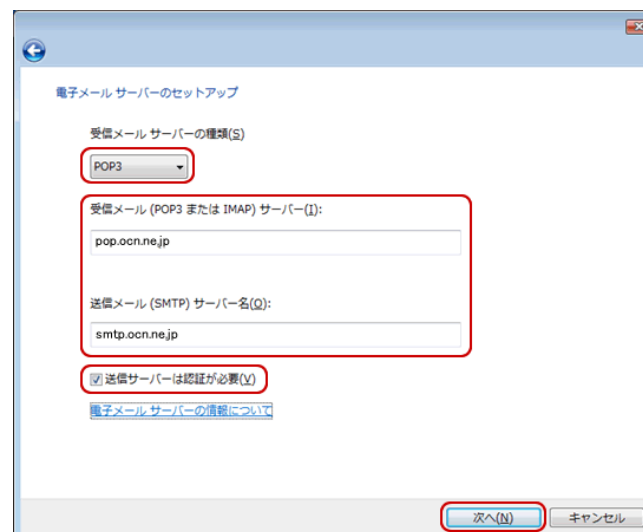 電子メール サーバーのセットアップ
受信メール サーバーの種類(S)
POP3
受信メール (POP3 または IMAP) サーバー(I):
pop.ocn.ne.jp
送信メール (SMTP) サーバー名(O):
smtp.ocn.ne.jp
送信サーバーは認証が必要(V)
電子メール サーバーの情報について
次へ(N)
キャンセル